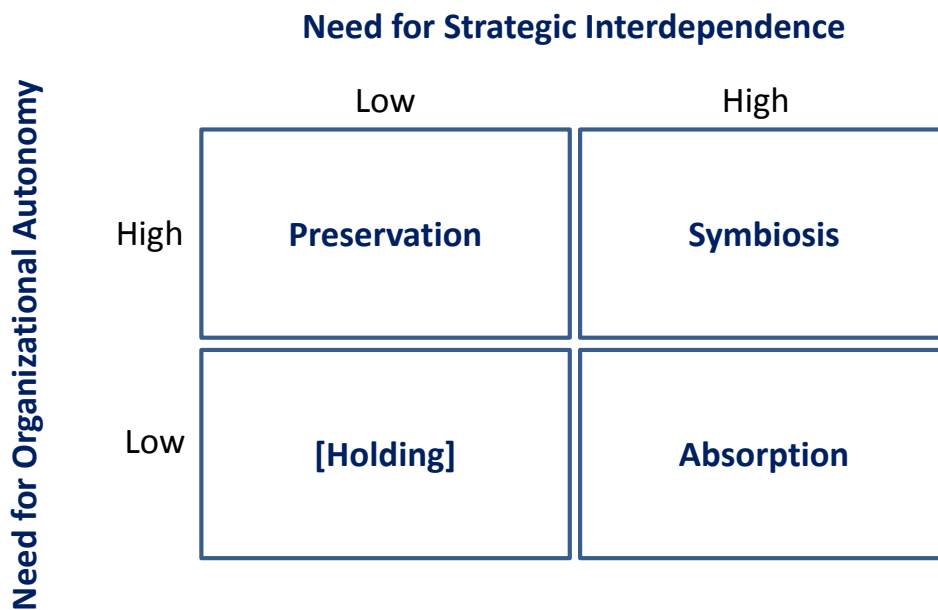 Need for Strategic Interdependence
Low High
Need for Organizational Autonomy
High Preservation Symbiosis
Low [Holding] Absorption